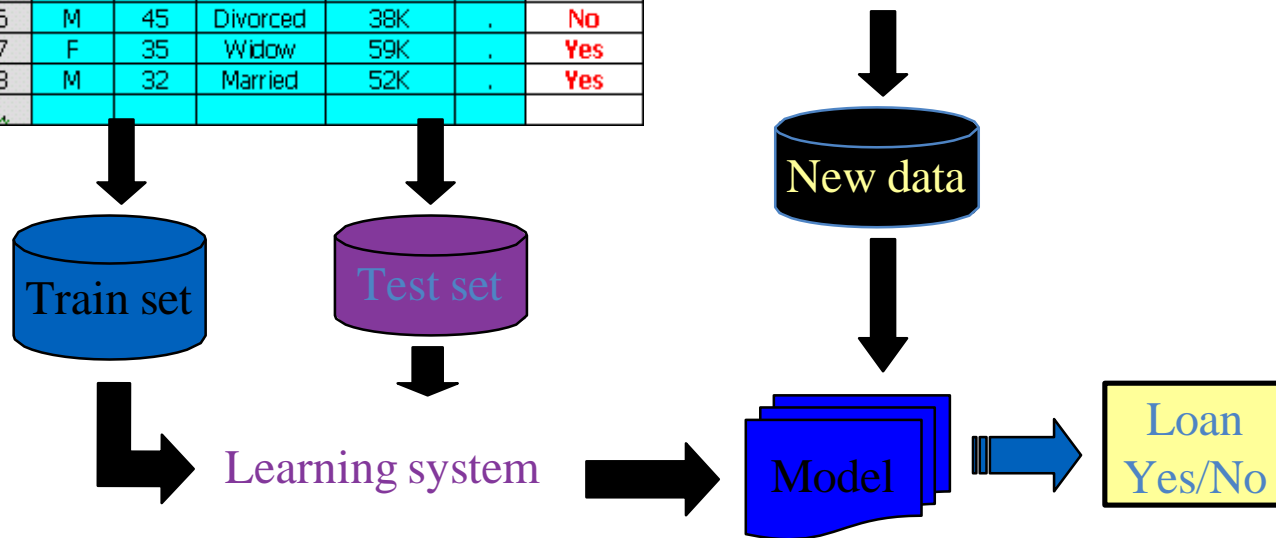 M 45 Divorced 38K . No
7 F 35 Widow 59K . Yes
M 32 Married 52K . Yes
New data
Train set
Test set
Learning system
Model
Loan
Yes/No